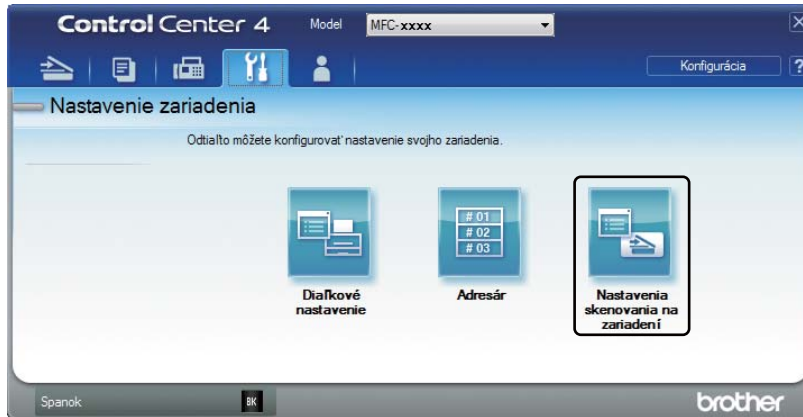 Control Center 4
Model
MFC-xxxx
Konfigurácia
?
Nastavenie zariadenia
Odtiaľto môžete konfigurovať nastavenie svojho zariadenia.
# 01
# 02
# 03
Diaľkové
nastavenie
Adresár
Nastavenia
skenovania na
zariadení
Spanok
BK
brother